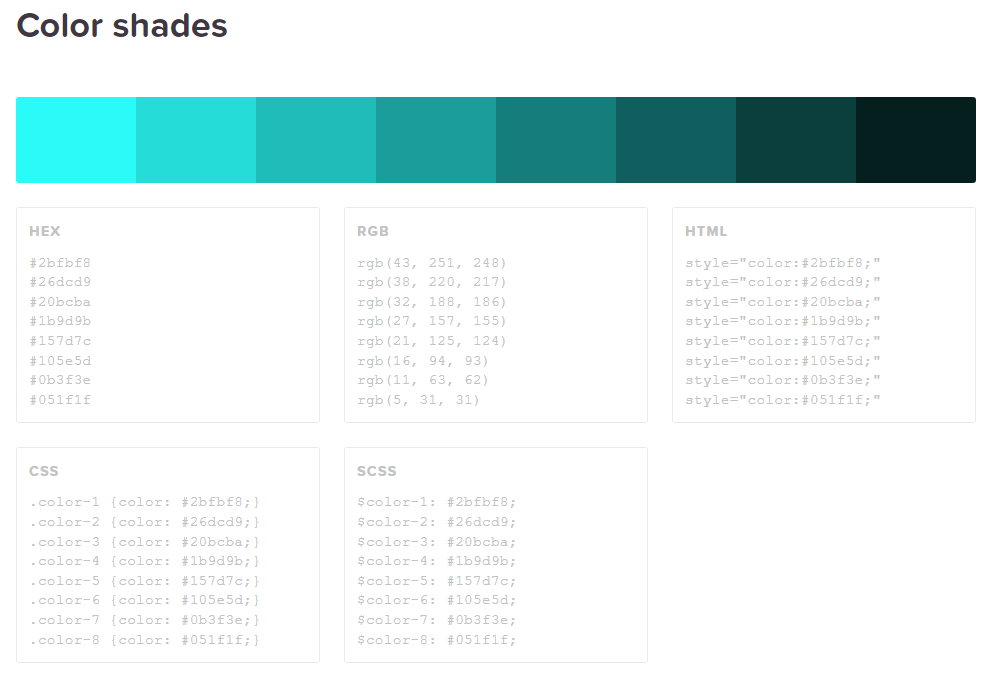 Color shades
HEX
#2bfbf8
#26dcd9
#20bcba
#1b9d9b
#157d7c
#105e5d
#0b3f3e
#051f1f
RGB
rgb(43, 251, 248)
rgb(38, 220, 217)
rgb(32, 188, 186)
rgb(27, 157, 155)
rgb(21, 125, 124)
rgb(16, 94, 93)
rgb(11, 63, 62)
rgb(5, 31, 31)
HTML
style="color:#2bfbf8;"
style="color:#26dcd9;"
style="color:#20bcba;"
style="color:#1b9d9b;"
style="color:#157d7c;"
style="color:#105e5d;"
style="color:#0b3f3e;"
style="color:#051f1f;"
CSS
.color-1 {color: #2bfbf8;}
.color-2 {color: #26dcd9;}
.color-3 {color: #20bcba;}
.color-4 {color: #1b9d9b;}
.color-5 {color: #157d7c;}
.color-6 {color: #105e5d;}
.color-7 {color: #0b3f3e;}
.color-8 {color: #051f1f;}
SCSS
$color-1: #2bfbf8;
$color-2: #26dcd9;
$color-3: #20bcba;
$color-4: #1b9d9b;
$color-5: #157d7c;
$color-6: #105e5d;
$color-7: #0b3f3e;
$color-8: #051f1f;